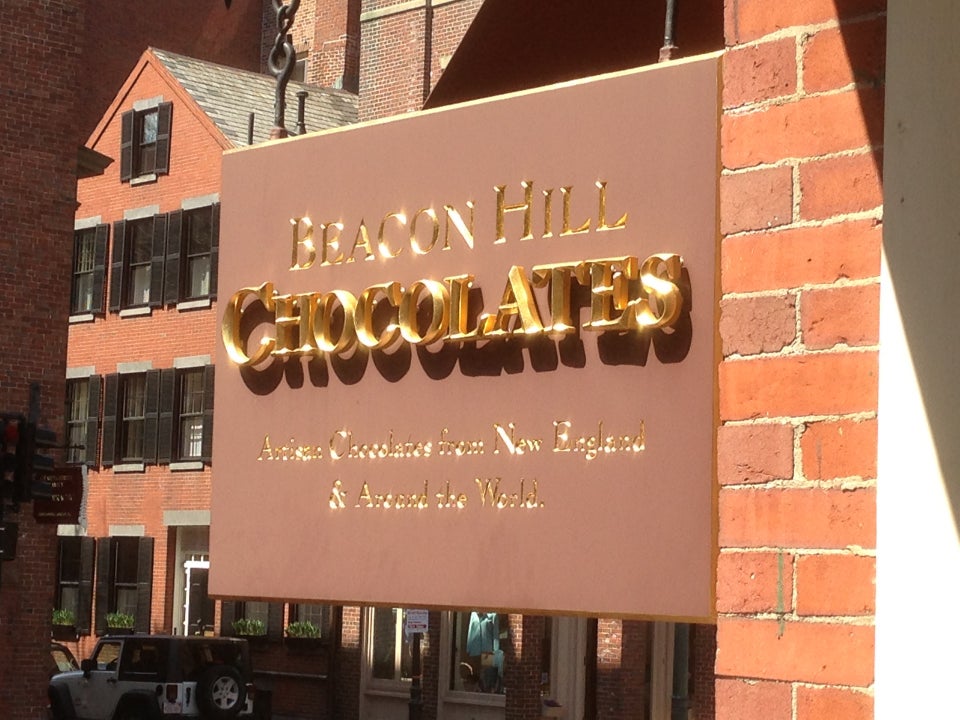 BEACON HILL
CHOCOLATES
Artisan Chocolates from New England
& Around the World.